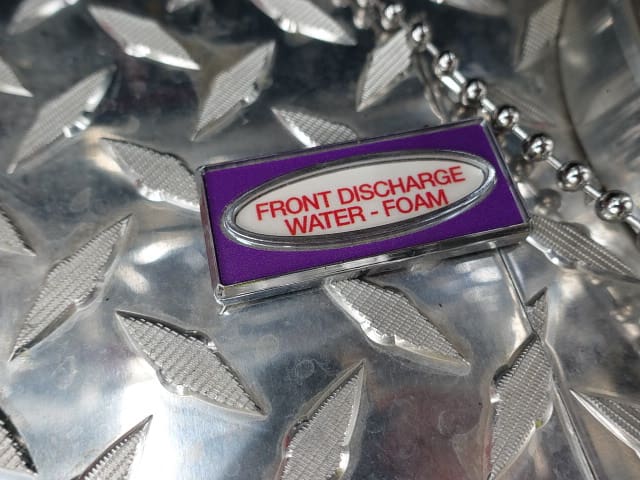 FRONT DISCHARGE
WATER - FOAM